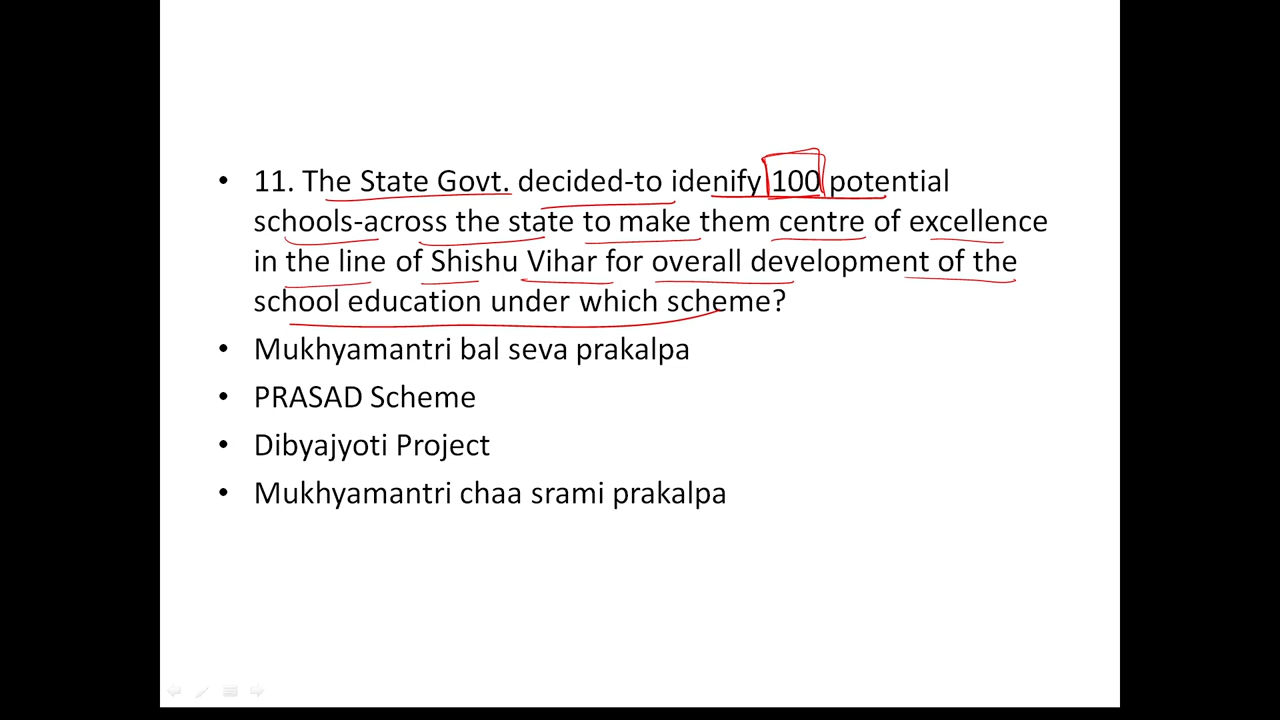 • 11. The State Govt. decided-to idenify 100 potential
schools-across the state to make them centre of excellence
in the line of Shishu Vihar for overall development of the
school education under which scheme?
• Mukhyamantri bal seva prakalpa
• PRASAD Scheme
• Dibyajyoti Project
• Mukhyamantri chaa srami prakalpa